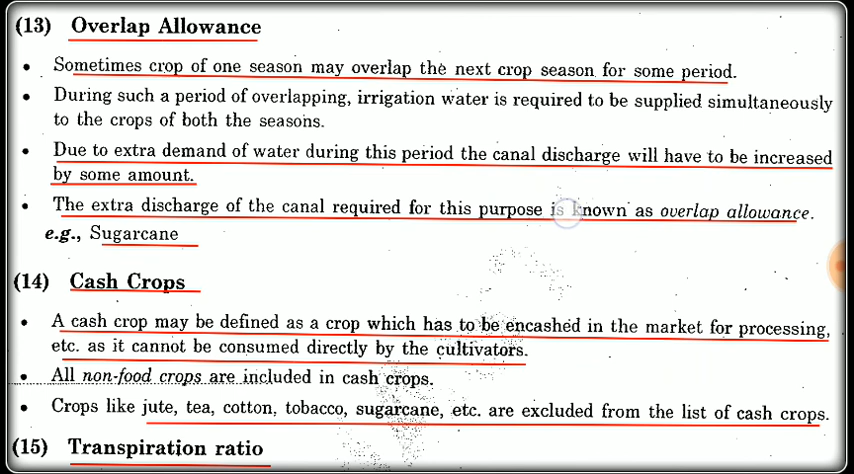 (13) Overlap Allowance
• Sometimes crop of one season may overlap the next crop season for some period.
• During such a period of overlapping, irrigation water is required to be supplied simultaneously
to the crops of both the seasons.
• Due to extra demand of water during this period the canal discharge will have to be increased
by some amount.
• The extra discharge of the canal required for this purpose is known as overlap allowance.
e.g., Sugarcane
(14) Cash Crops
• A cash crop may be defined as a crop which has to be encashed in the market for processing,
etc. as it cannot be consumed directly by the cultivators.
• All non-food crops are included in cash crops.
• Crops like jute, tea, cotton, tobacco, sugarcane, etc. are excluded from the list of cash crops.
(15) Transpiration ratio